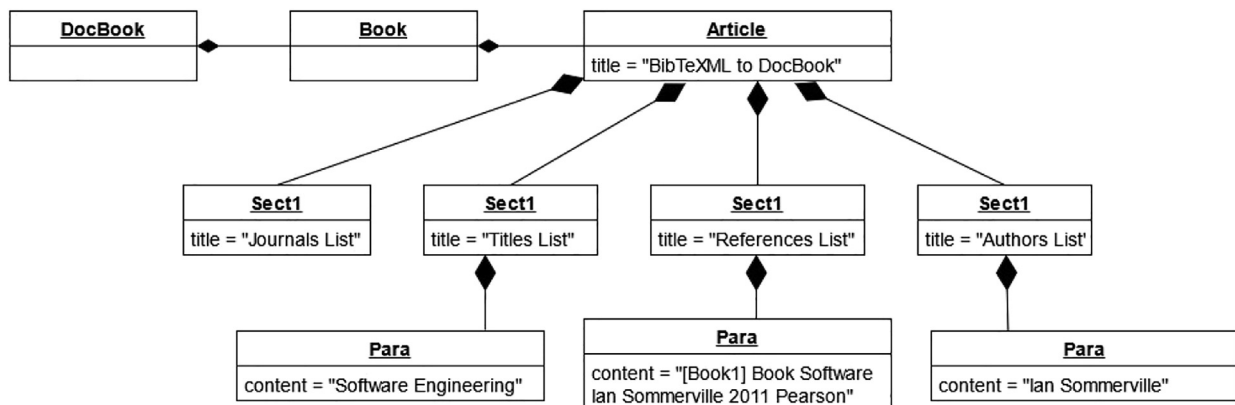 DocBook
Book
Article
title = "BibTeXML to DocBook"
Sect1
title = "Journals List"
Sect1
title = "Titles List"
Sect1
title = "References List"
Sect1
title = "Authors List'
Para
content = "Software Engineering"
Para
content = "[Book1] Book Software
Ian Sommerville 2011 Pearson"
Para
content = "Ian Sommerville"